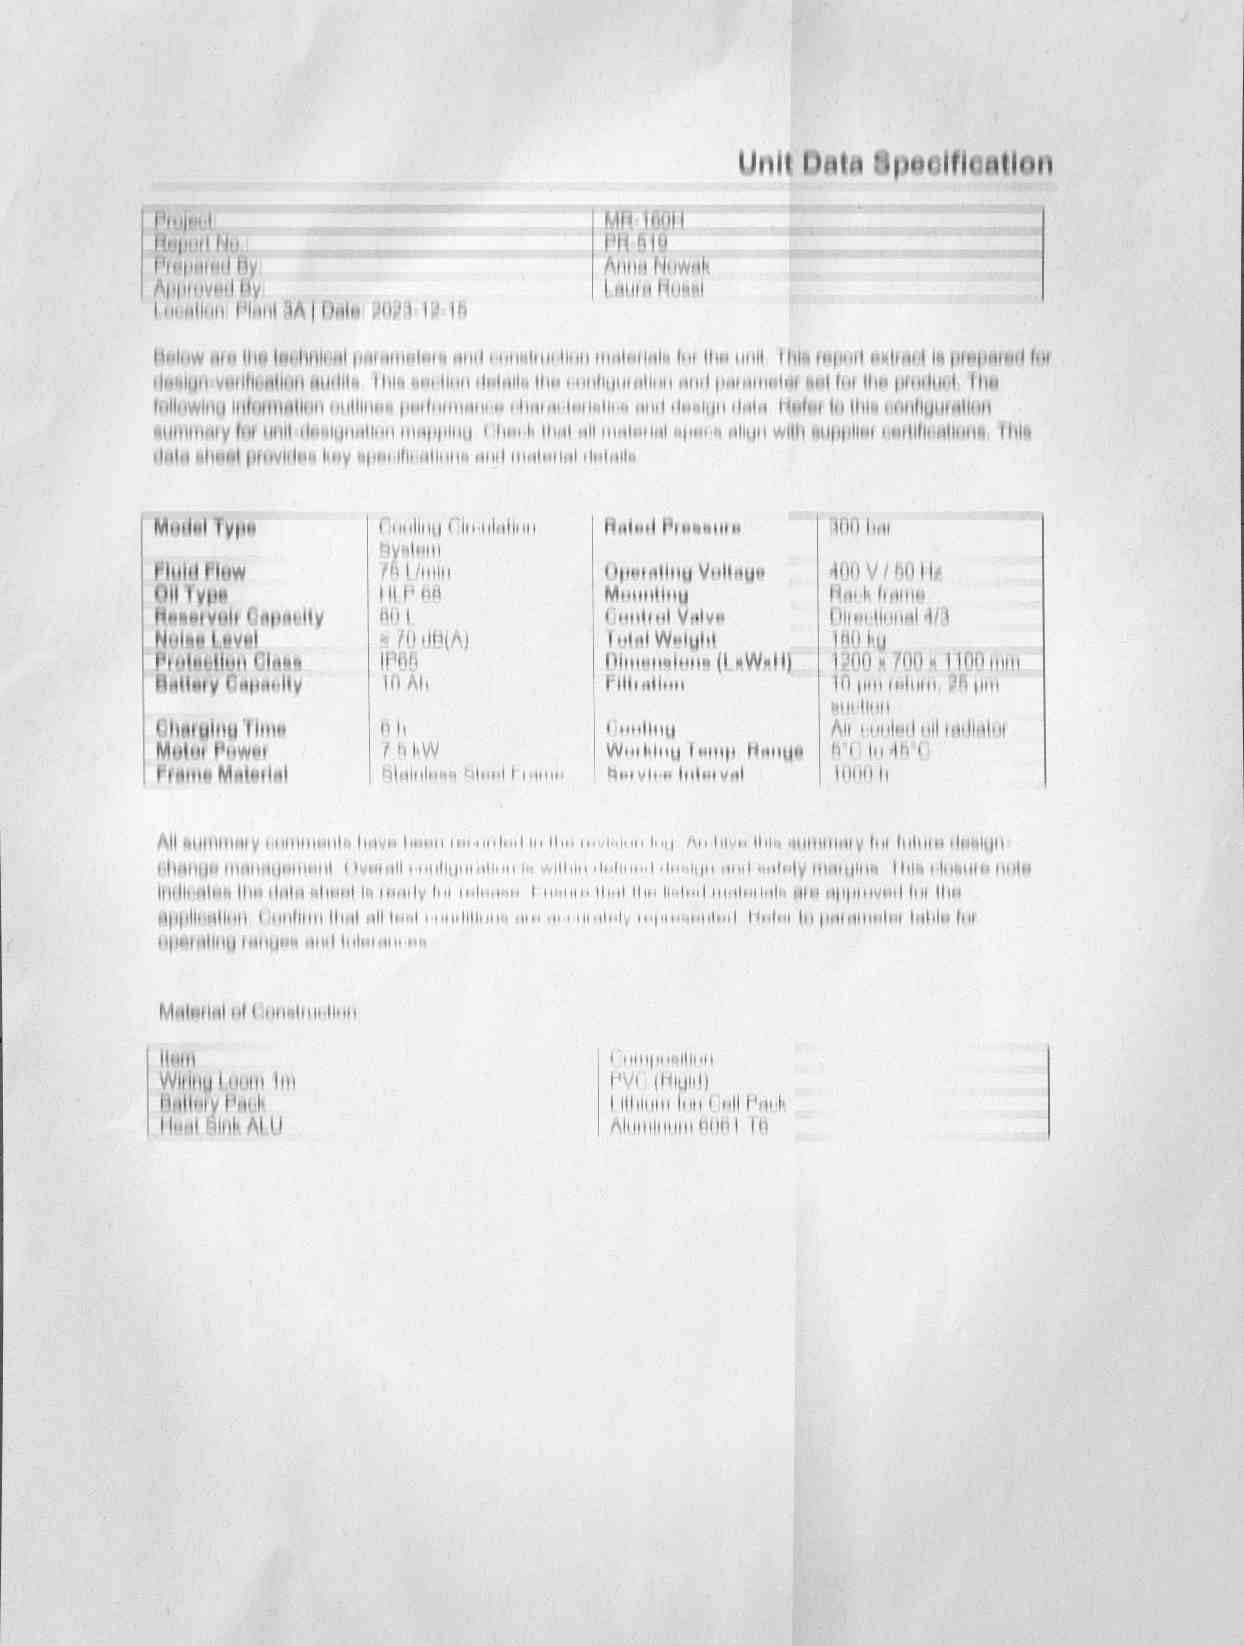 Unit Data Specification
Project: MR-160H
Report No.: PR-519
Prepared By: Anna Nowak
Approved By: Laura Rossi
Location: Plant 3A | Date: 2023-12-15
Below are the technical parameters and construction materials for the unit. This report extract is prepared for
design-verification audits. This section details the configuration and parameter set for the product. The
following information outlines performance characteristics and design data. Refer to this configuration
summary for unit-designation mapping. Check that all material specs align with supplier certifications. This
data sheet provides key specifications and material details.
Model Type Cooling Circulation System Rated Pressure 300 bar
Fluid Flow 75 L/min Operating Voltage 400 V / 50 Hz
Oil Type HLP 68 Mounting Rack frame
Reservoir Capacity L Control Valve Directional 4/3
Noise Level ≤ 70 dB(A) Total Weight 180 kg
Protection Class IP65 Dimensions (LxWxH) 1200 x 700 x 1100 mm
Battery Capacity 10 Ah Filtration 10 µm return, 25 µm suction
Charging Time 6 h Cooling Air-cooled oil radiator
Motor Power 7.5 kW Working Temp. Range 5°C to 45°C
Frame Material Stainless Steel Frame Service Interval 1000 h
All summary comments have been recorded in the revision log. Archive this summary for future design-
change management. Overall configuration is within defined design and safety margins. This closure note
indicates the data sheet is ready for release. Ensure that the listed materials are approved for the
application. Confirm that all test conditions are accurately represented. Refer to parameter table for
operating ranges and tolerances.
Material of Construction
Item Composition
Wiring Loom 1m PVC (Rigid)
Battery Pack Lithium-Ion Cell Pack
Heat Sink ALU Aluminum 6061-T6